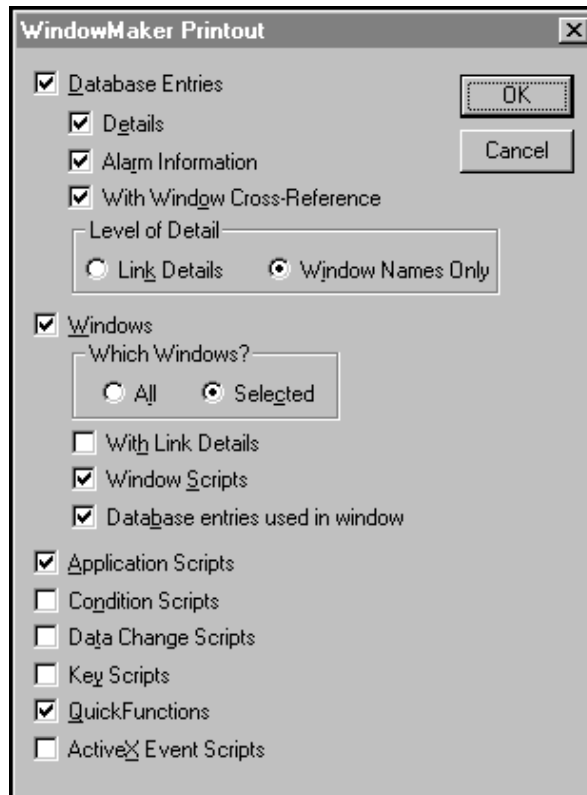 WindowMaker Printout
Database Entries
OK
Details
Cancel
Alarm Information
With Window Cross-Reference
Level of Detail
Link Details Window Names Only
Windows
Which Windows?
All Selected
With Link Details
Window Scripts
Database entries used in window
Application Scripts
Condition Scripts
Data Change Scripts
Key Scripts
QuickFunctions
ActiveX Event Scripts